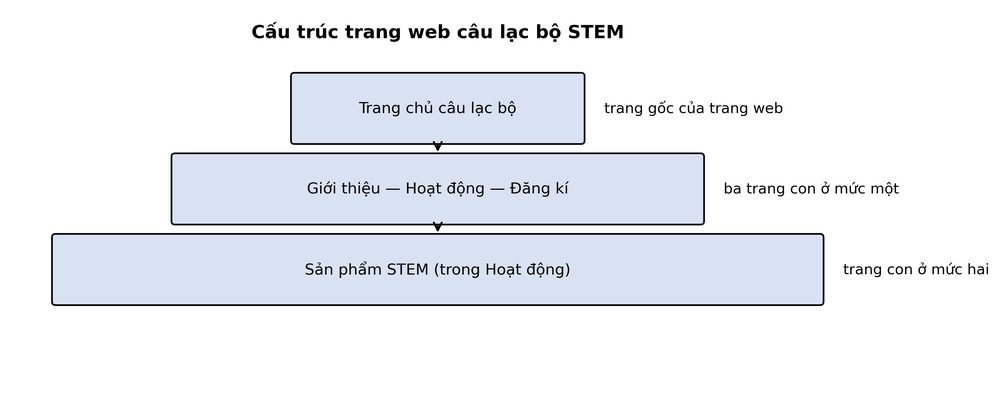 Cấu trúc trang web câu lạc bộ STEM
Trang chủ câu lạc bộ
trang gốc của trang web
Giới thiệu — Hoạt động — Đăng kí
ba trang con ở mức một
Sản phẩm STEM (trong Hoạt động)
trang con ở mức hai